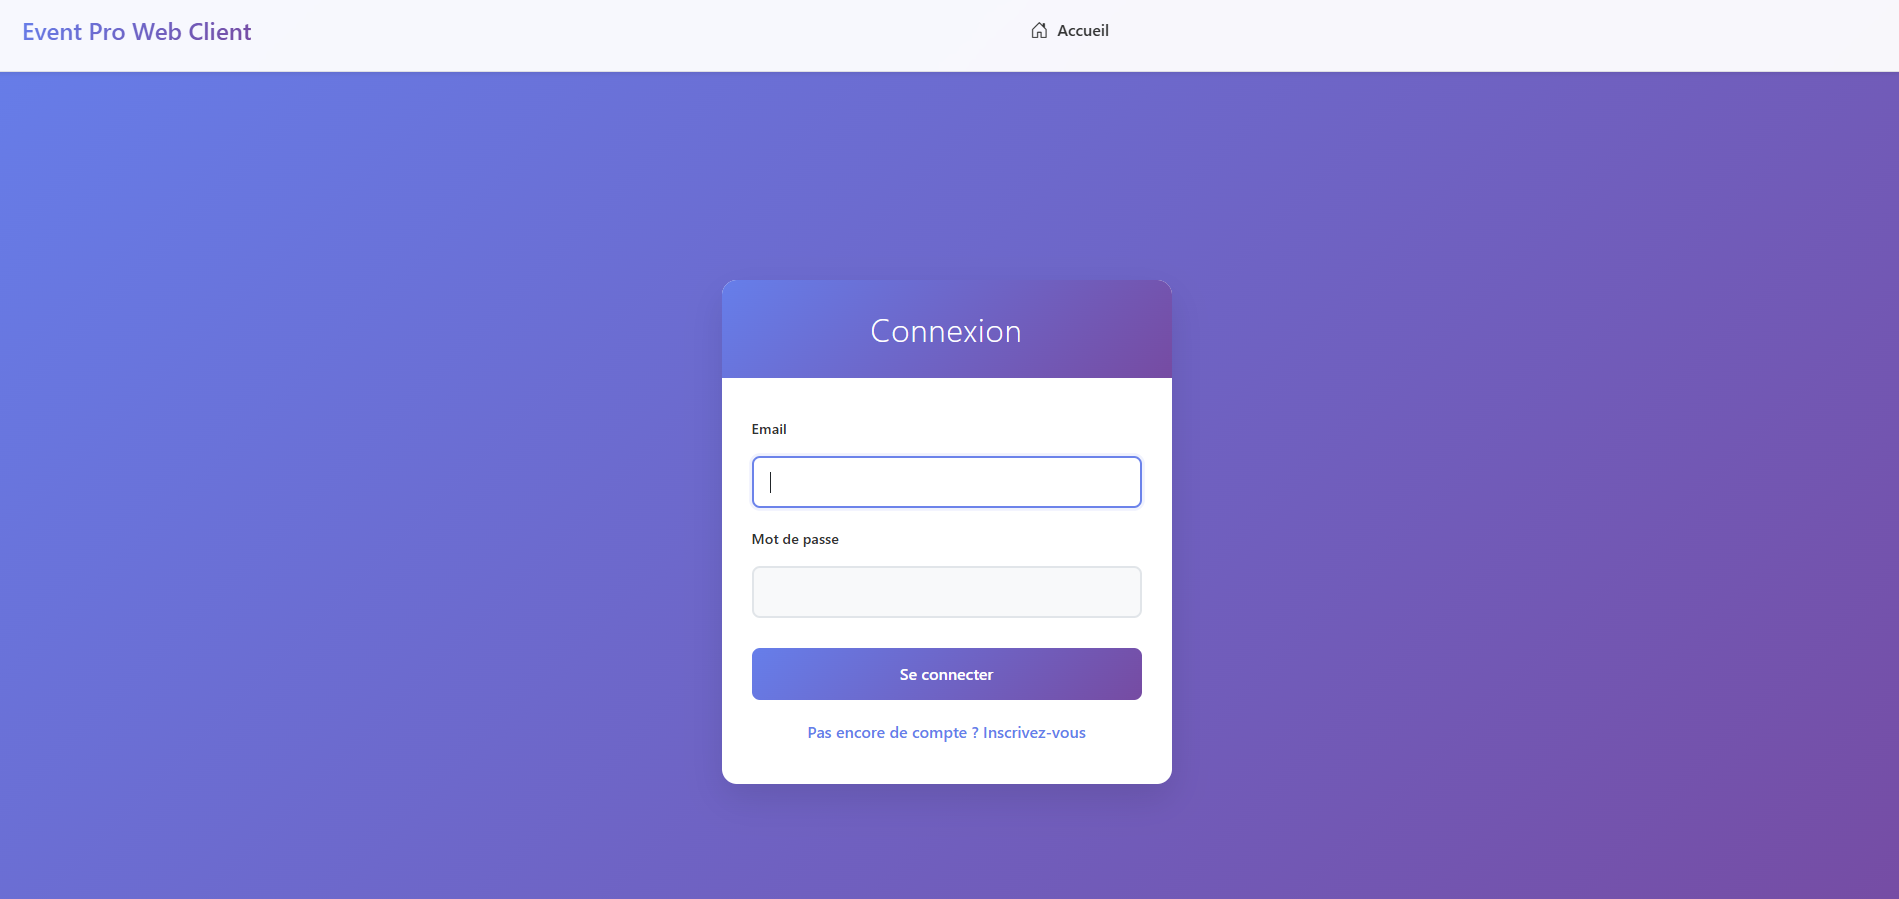 Event Pro Web Client
Accueil
Connexion
Email
Mot de passe
Se connecter
Pas encore de compte ? Inscrivez-vous